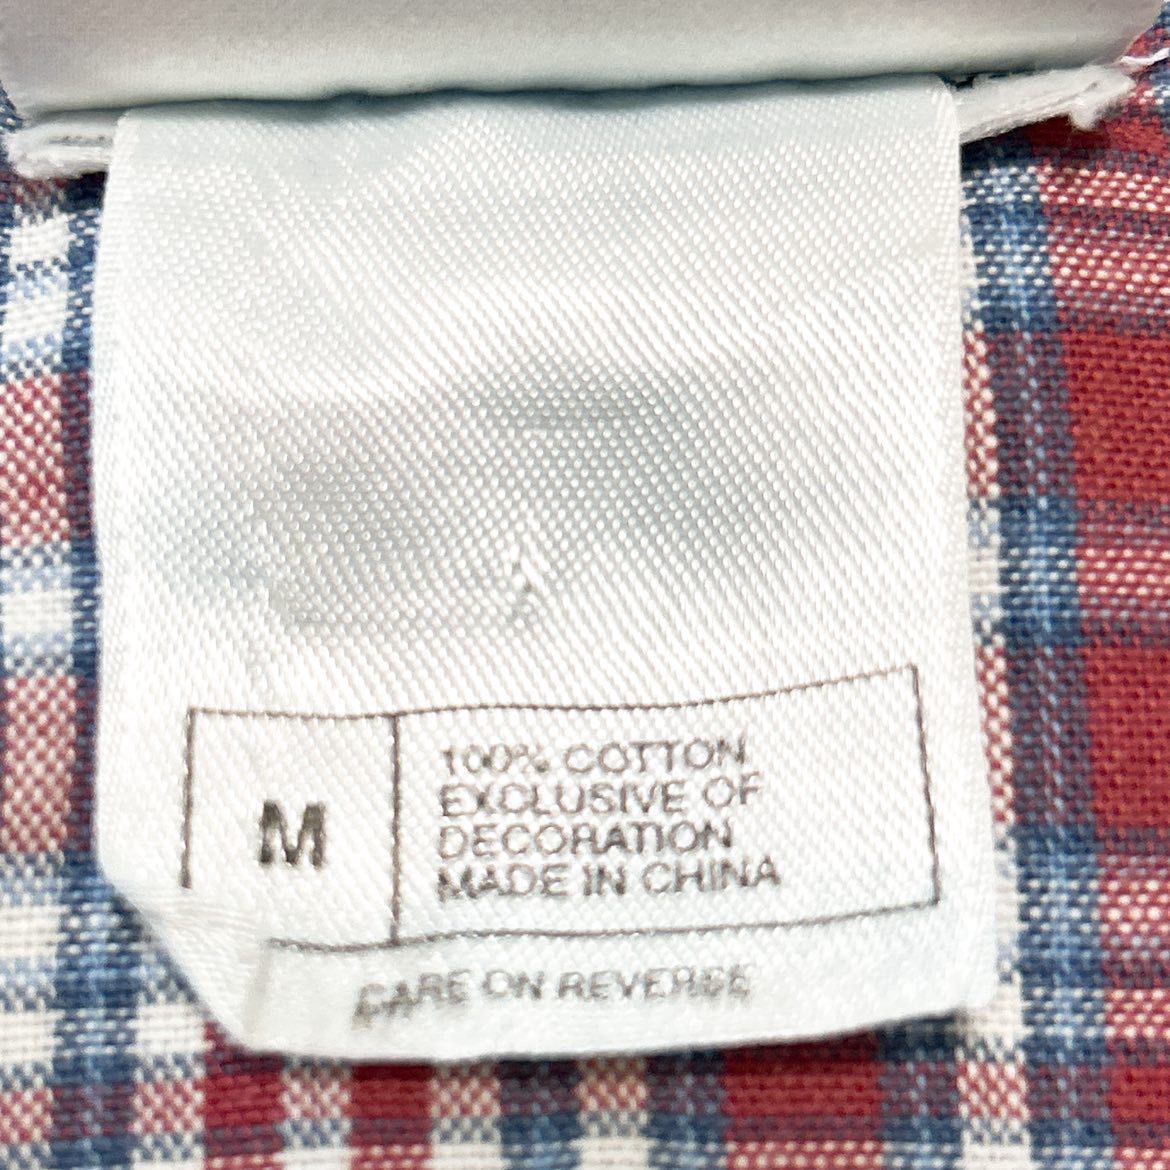 M
100% COTTON
EXCLUSIVE OF
DECORATION
MADE IN CHINA
CARE ON REVERSE